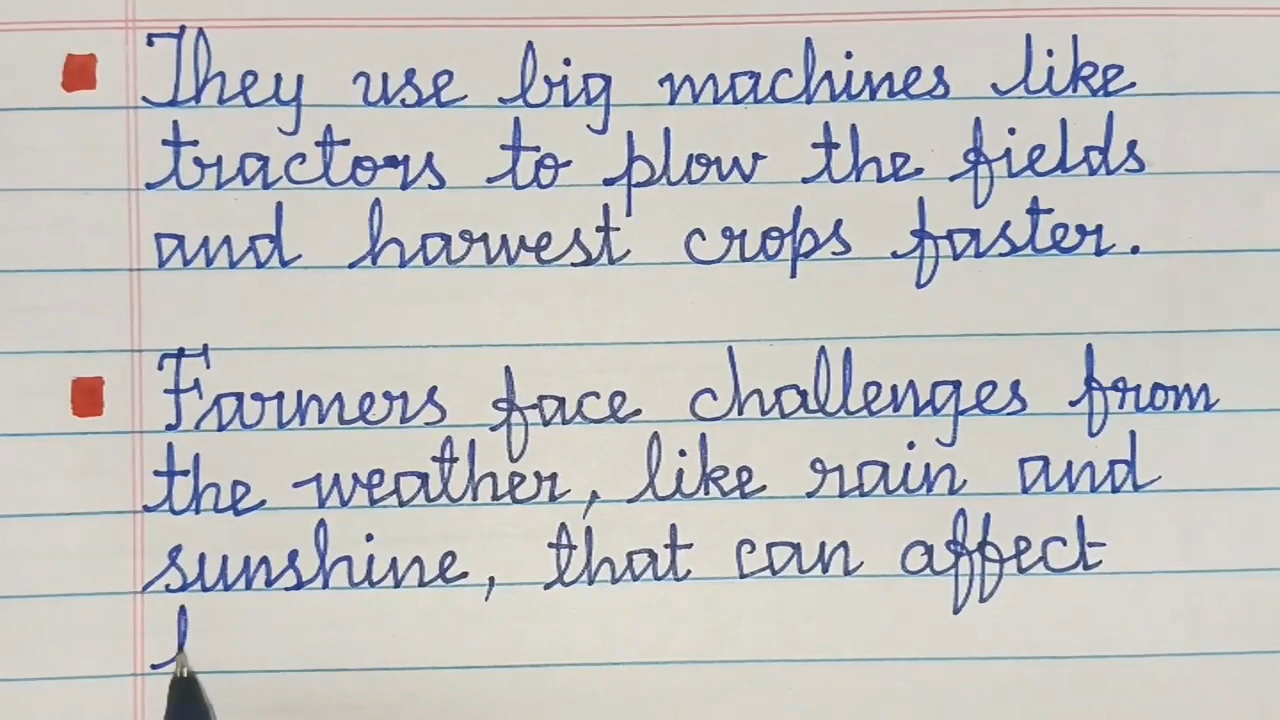 They use big machines like
tractors to plow the fields
and harvest crops faster.
Farmers face challenges from
the weather, like rain and
sunshine, that can affect